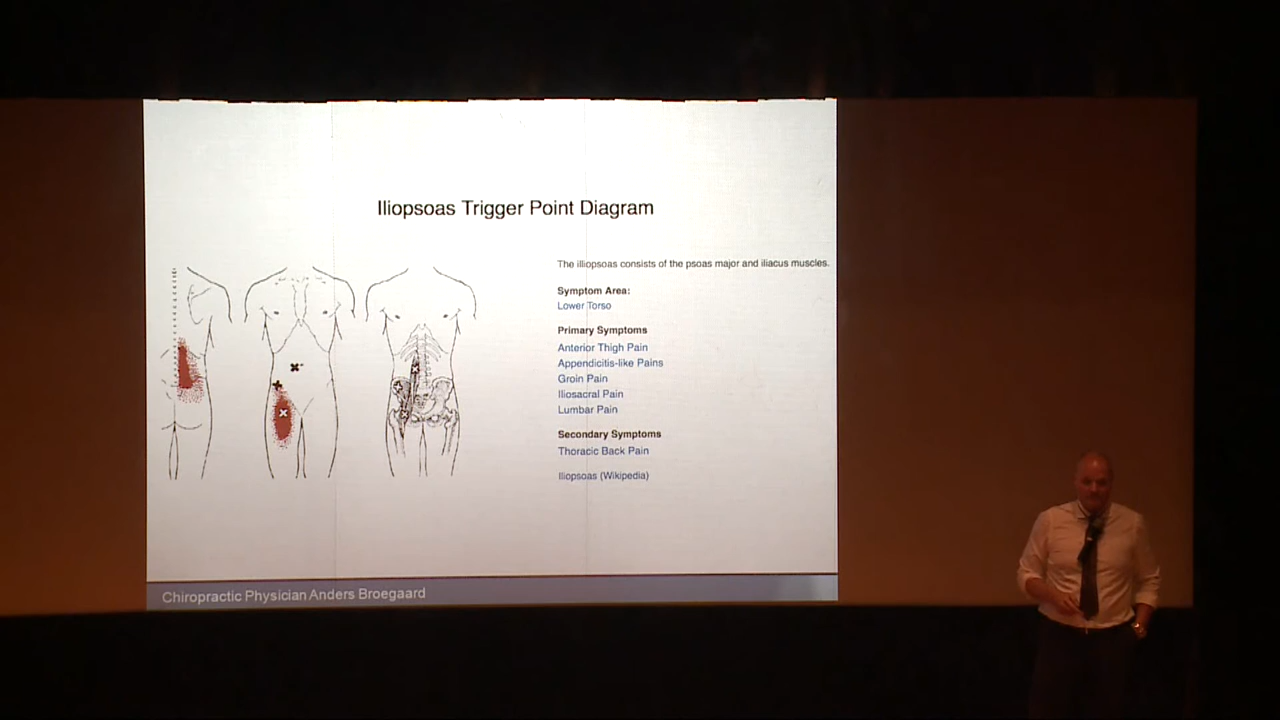 Iliopsoas Trigger Point Diagram
The illiopsoas consists of the psoas major and iliacus muscles.
Symptom Area:
Lower Torso
Primary Symptoms
Anterior Thigh Pain
Appendicitis-like Pains
Groin Pain
Iliosacral Pain
Lumbar Pain
Secondary Symptoms
Thoracic Back Pain
Iliopsoas (Wikipedia)
Chiropractic Physician Anders Broegaard